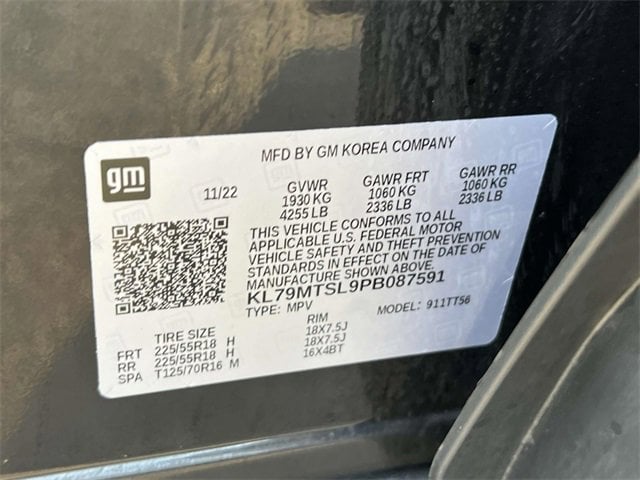 MFD BY GM KOREA COMPANY
gm
11/22
GVWR GAWR FRT GAWR RR
1930 KG 1060 KG 1060 KG
4255 LB 2336 LB 2336 LB
THIS VEHICLE CONFORMS TO ALL
APPLICABLE U.S. FEDERAL MOTOR
VEHICLE SAFETY AND THEFT PREVENTION
STANDARDS IN EFFECT ON THE DATE OF
MANUFACTURE SHOWN ABOVE.
KL79MTSL9PB087591
TYPE: MPV MODEL: 911TT56
TIRE SIZE RIM
FRT 225/55R18 H 18X7.5J
RR 225/55R18 H 18X7.5J
SPA T125/70R16 M 16X4BT